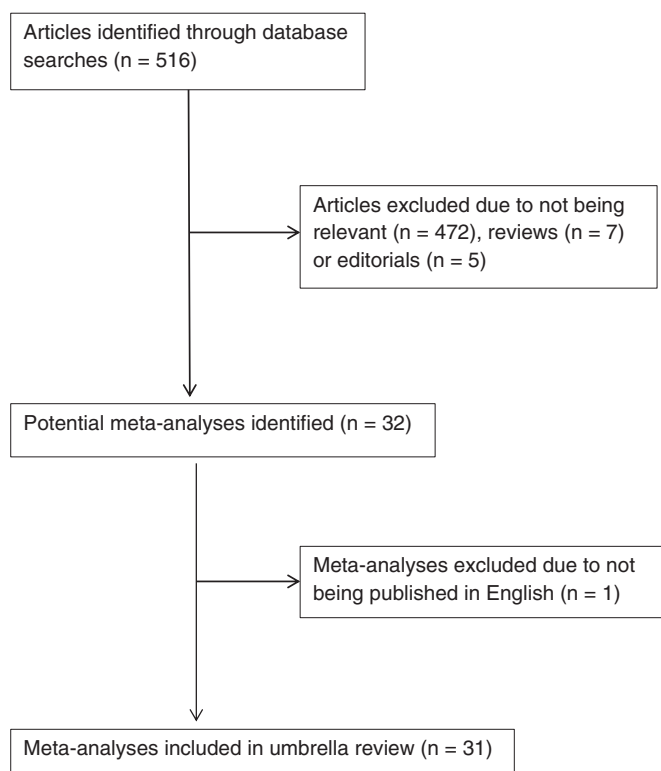 Articles identified through database
searches (n = 516)
Articles excluded due to not being
relevant (n = 472), reviews (n = 7)
or editorials (n = 5)
Potential meta-analyses identified (n = 32)
Meta-analyses excluded due to not
being published in English (n = 1)
Meta-analyses included in umbrella review (n = 31)